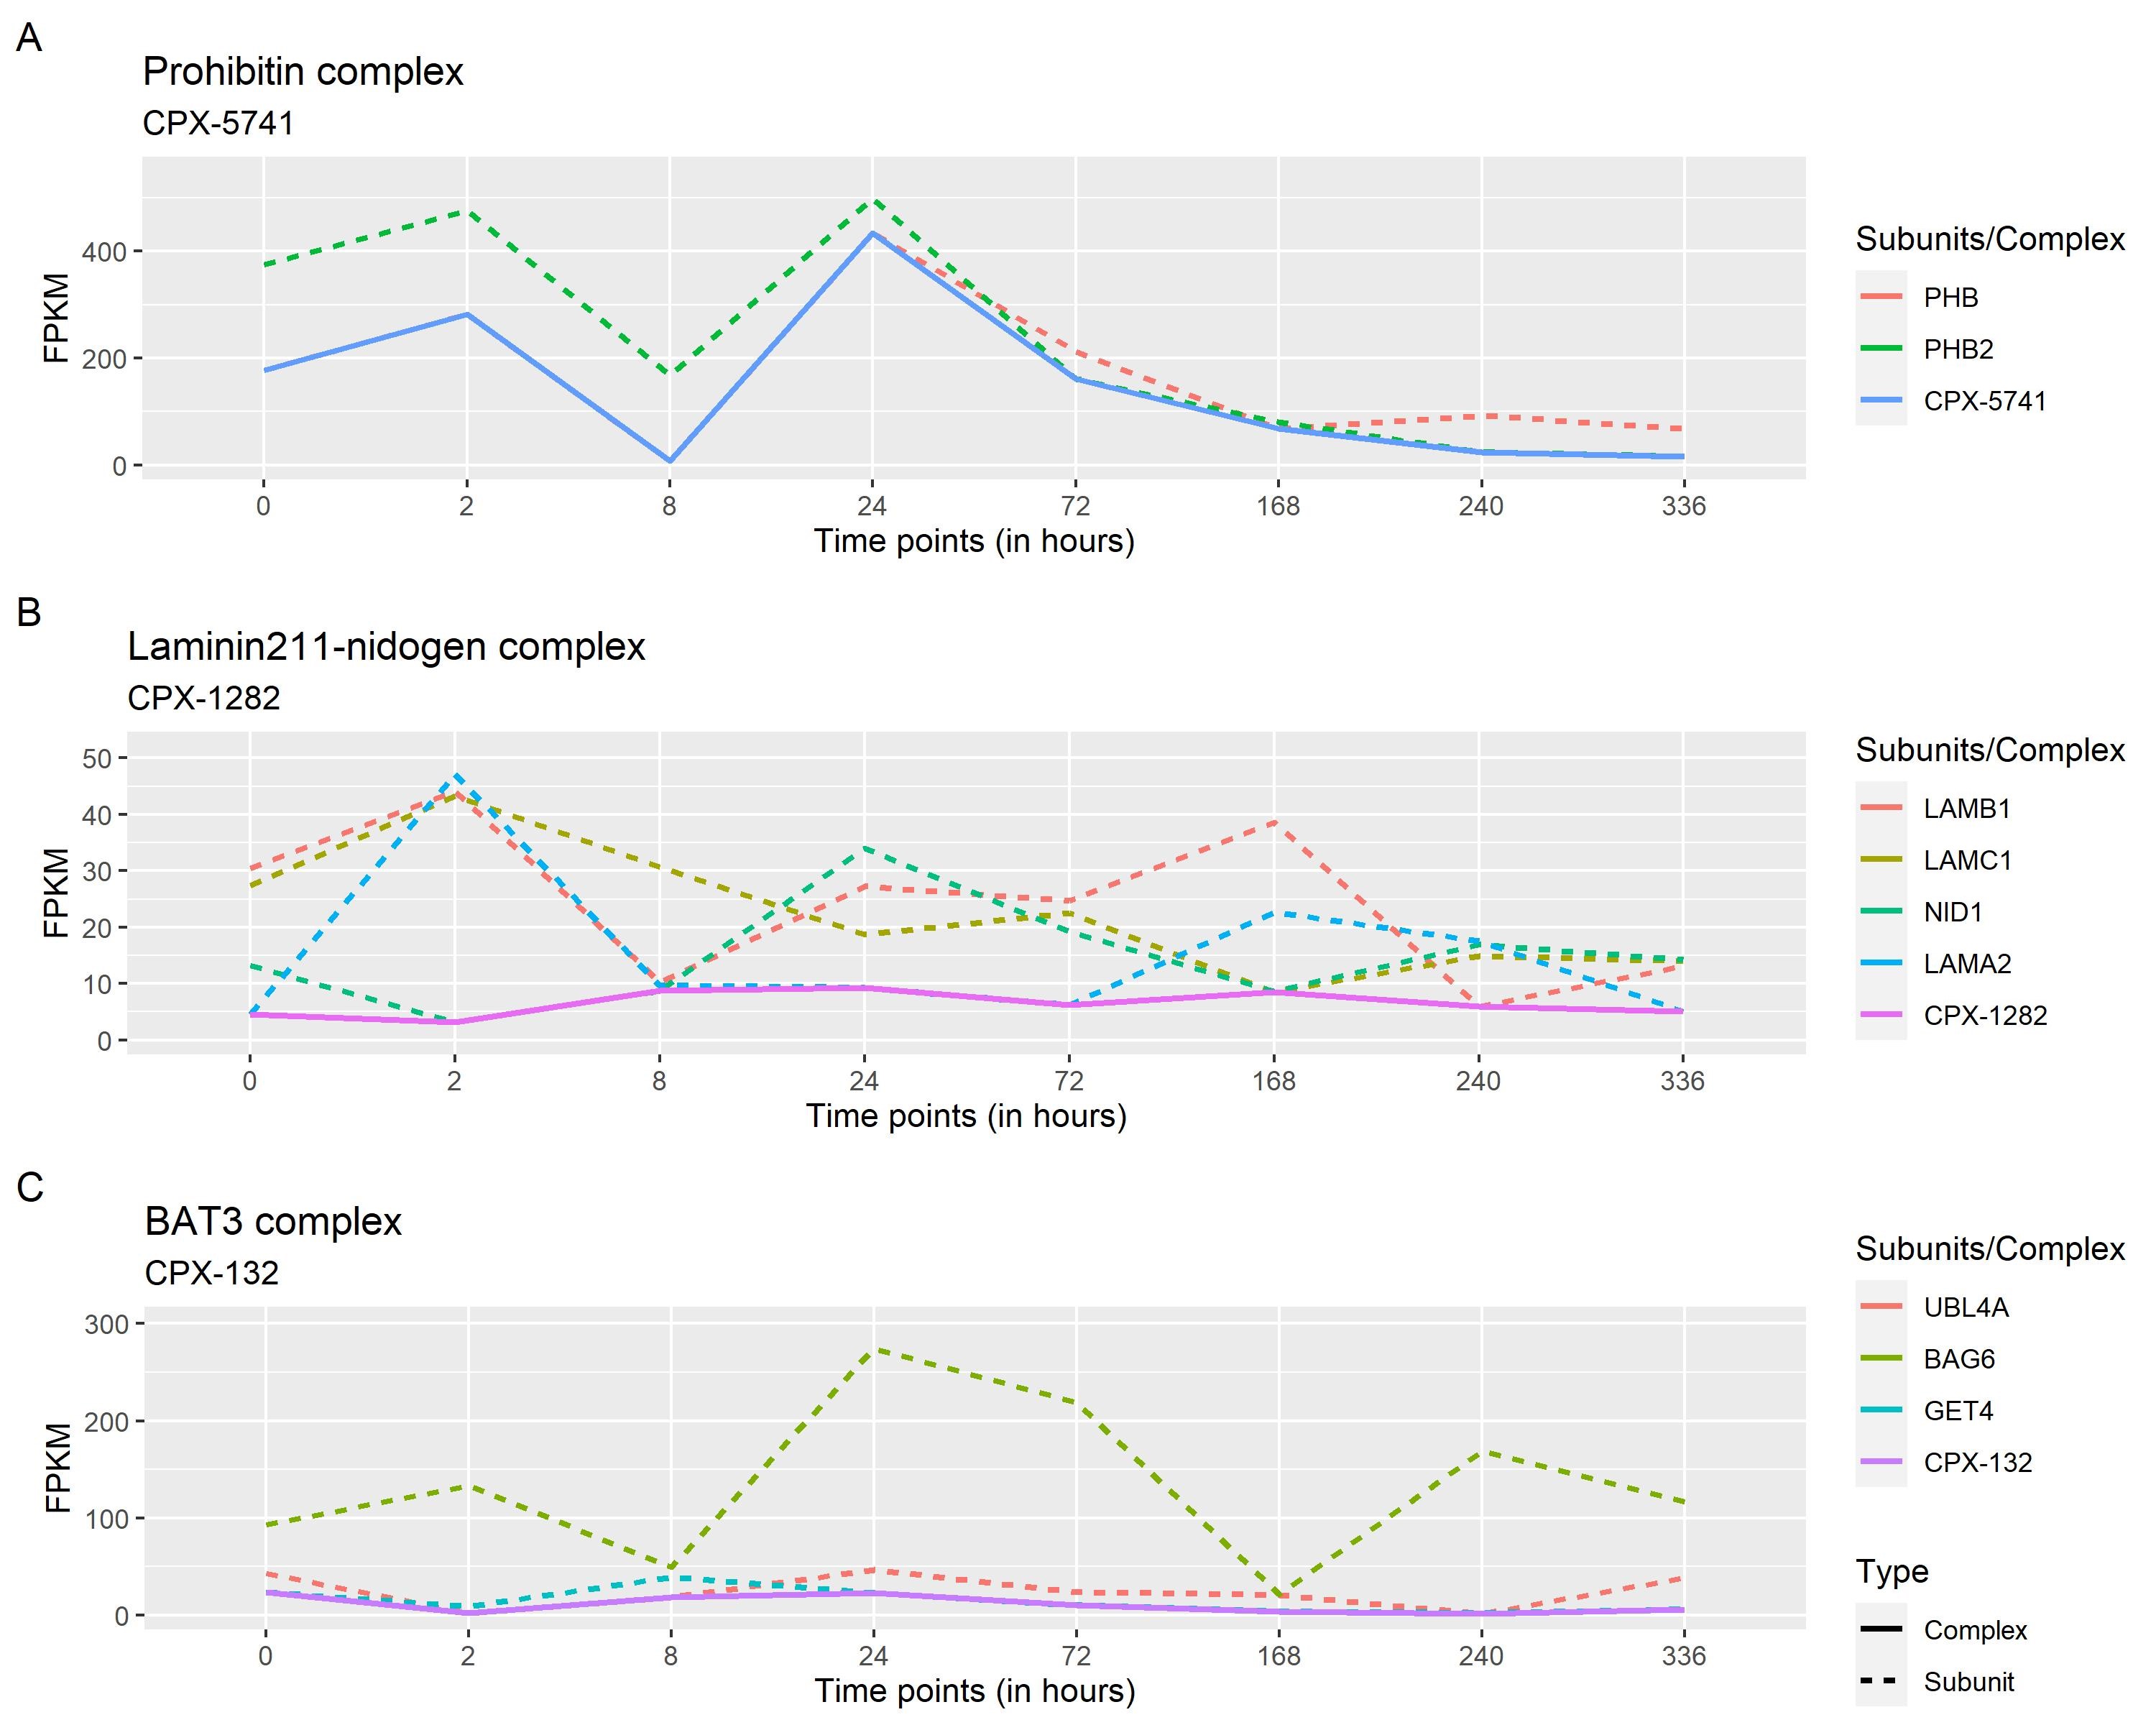 A
Prohibitin complex
CPX-5741
FPKM
400
200
0
0 2 8 24 72 168 240 336
Time points (in hours)
Subunits/Complex
PHB
PHB2
CPX-5741
B
Laminin211-nidogen complex
CPX-1282
FPKM
50
40
30
20
10
0
0 2 8 24 72 168 240 336
Time points (in hours)
Subunits/Complex
LAMB1
LAMC1
NID1
LAMA2
CPX-1282
C
BAT3 complex
CPX-132
FPKM
300
200
100
0
0 2 8 24 72 168 240 336
Time points (in hours)
Subunits/Complex
UBL4A
BAG6
GET4
CPX-132
Type
Complex
Subunit